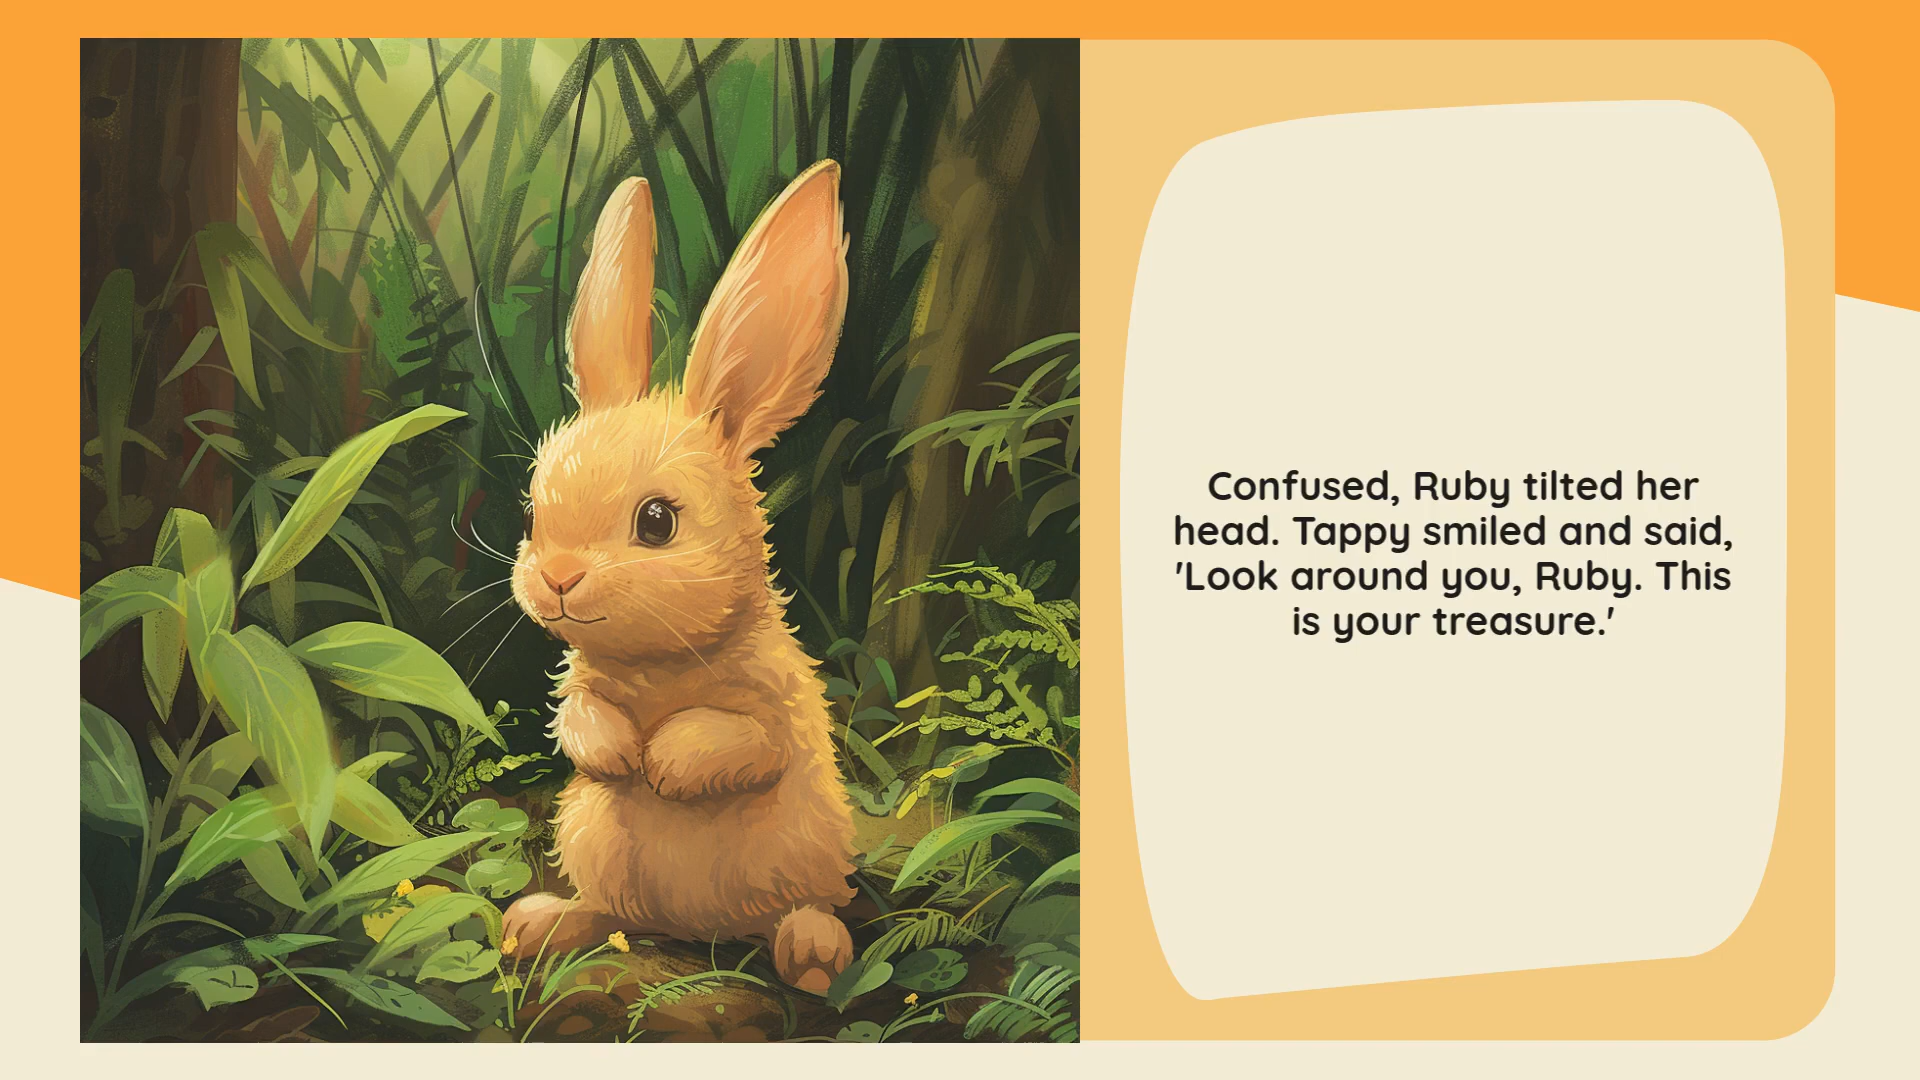 Confused, Ruby tilted her
head. Tappy smiled and said,
'Look around you, Ruby. This
is your treasure.'